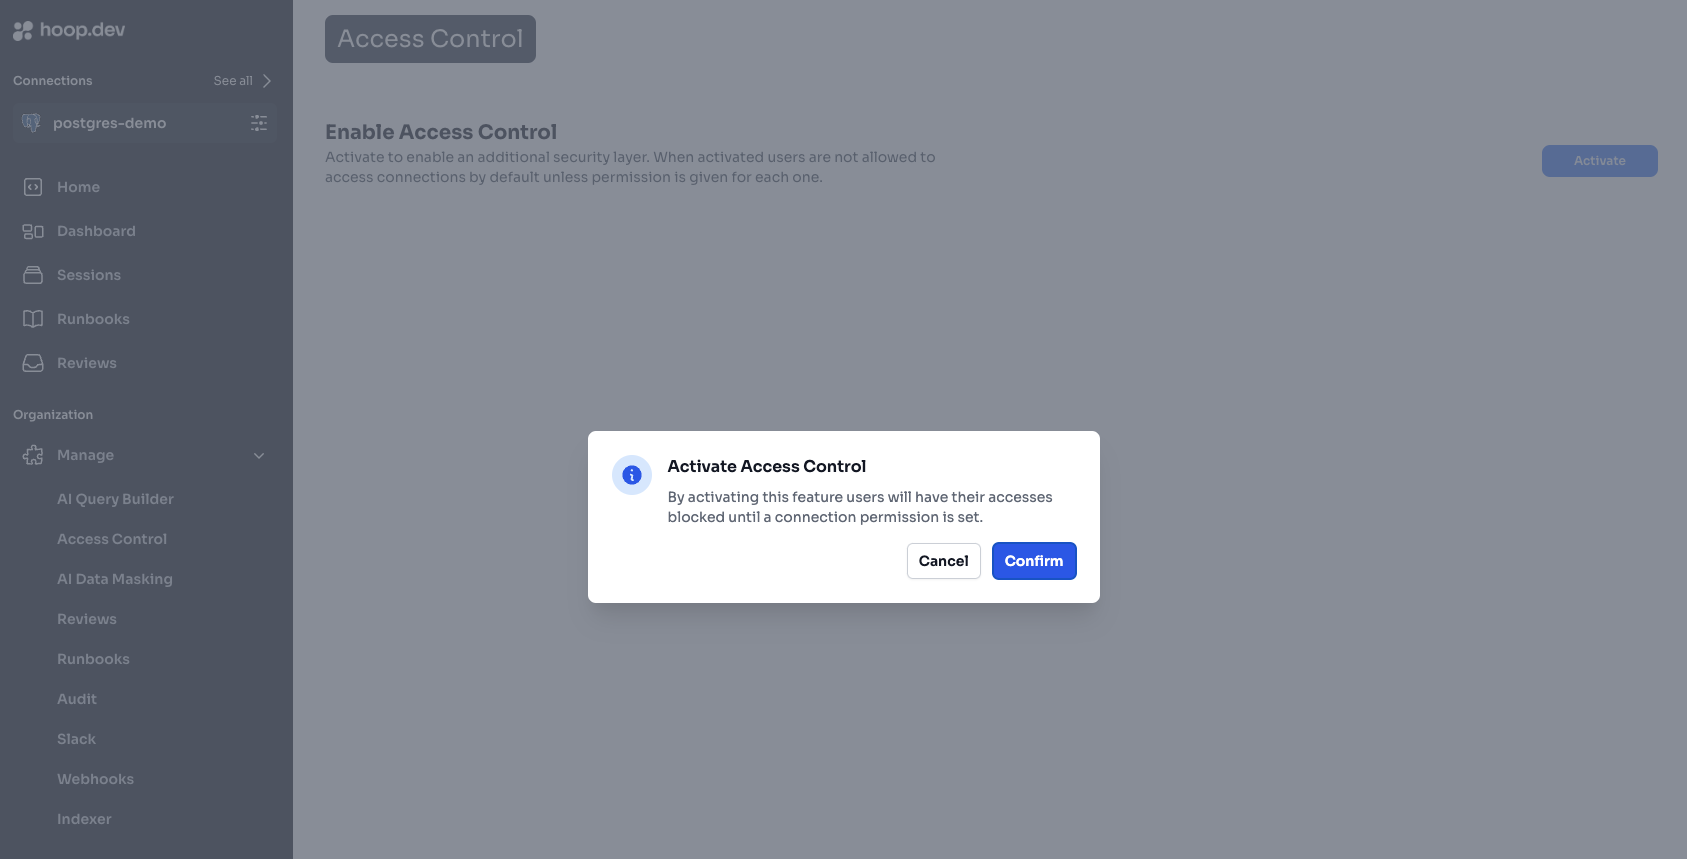 hoop.dev
Connections
See all
postgres-demo
Home
Dashboard
Sessions
Runbooks
Reviews
Organization
Manage
AI Query Builder
Access Control
AI Data Masking
Reviews
Runbooks
Audit
Slack
Webhooks
Indexer
Access Control
Enable Access Control
Activate to enable an additional security layer. When activated users are not allowed to
access connections by default unless permission is given for each one.
Activate
Activate Access Control
By activating this feature users will have their accesses
blocked until a connection permission is set.
Cancel
Confirm